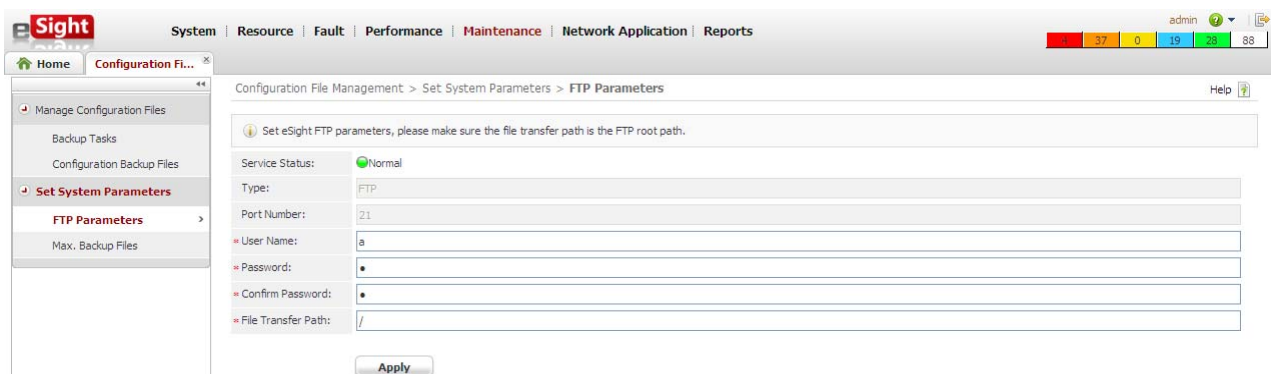 eSight
admin
System | Resource | Fault | Performance | Maintenance | Network Application | Reports
4 37 0 19 28 88
Home
Configuration Fi...
Configuration File Management > Set System Parameters > FTP Parameters
Help
Manage Configuration Files
Backup Tasks
Configuration Backup Files
Set System Parameters
FTP Parameters >
Max. Backup Files
Set eSight FTP parameters, please make sure the file transfer path is the FTP root path.
Service Status: Normal
Type: FTP
Port Number: 21
* User Name: a
* Password: •
* Confirm Password: •
* File Transfer Path: /
Apply